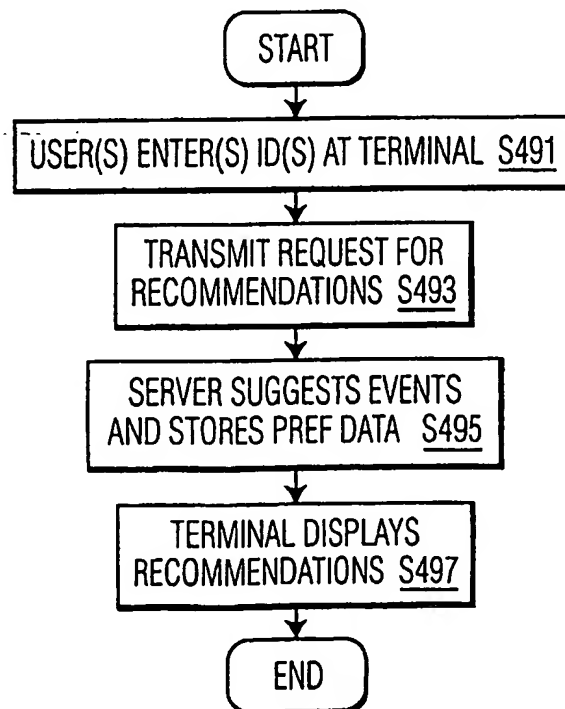 START
USER(S) ENTER(S) ID(S) AT TERMINAL S491
TRANSMIT REQUEST FOR
RECOMMENDATIONS S493
SERVER SUGGESTS EVENTS
AND STORES PREF DATA S495
TERMINAL DISPLAYS
RECOMMENDATIONS S497
END